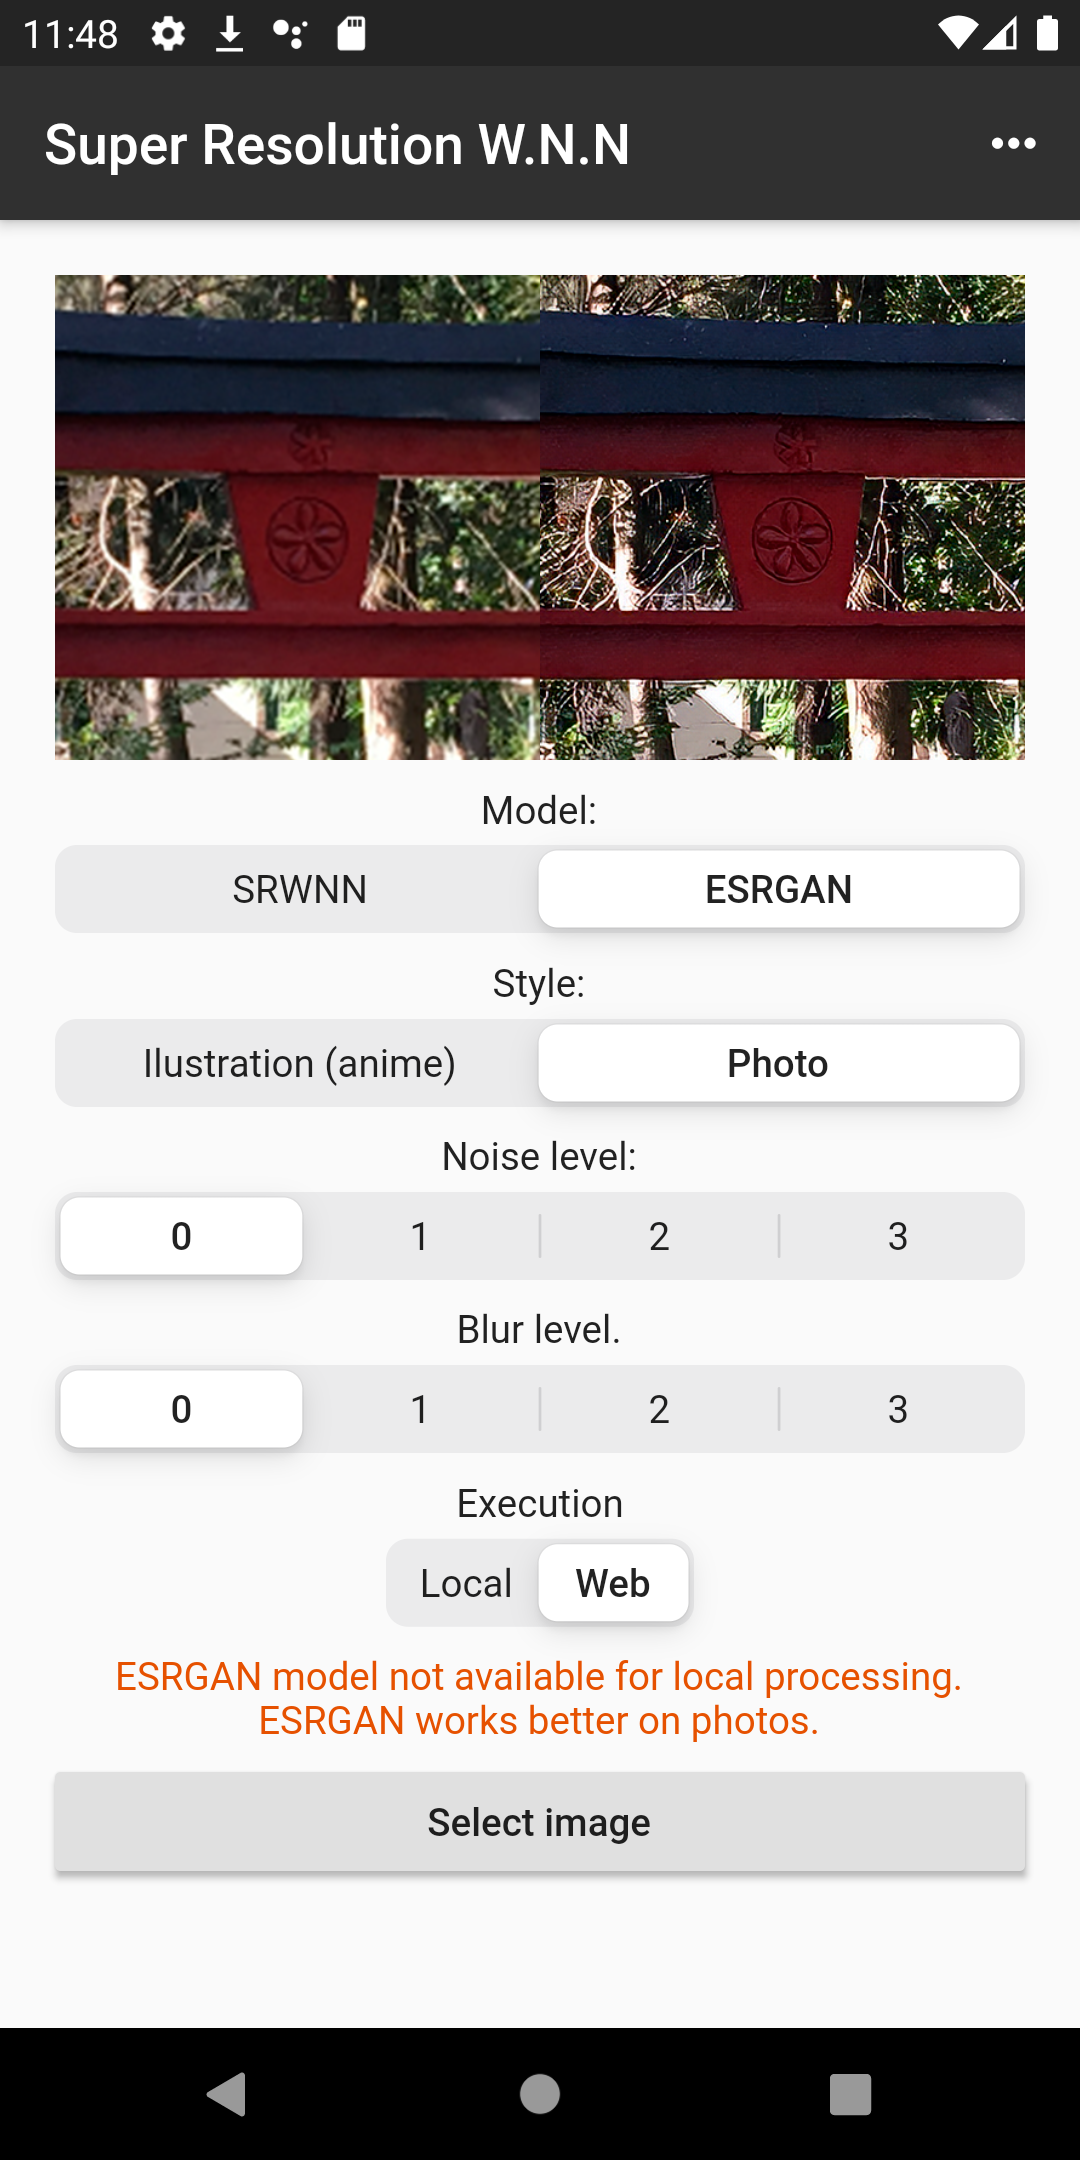 11:48
Super Resolution W.N.N
Model:
SRWNN ESRGAN
Style:
Ilustration (anime) Photo
Noise level:
0 1 2 3
Blur level.
0 1 2 3
Execution
Local Web
ESRGAN model not available for local processing.
ESRGAN works better on photos.
Select image